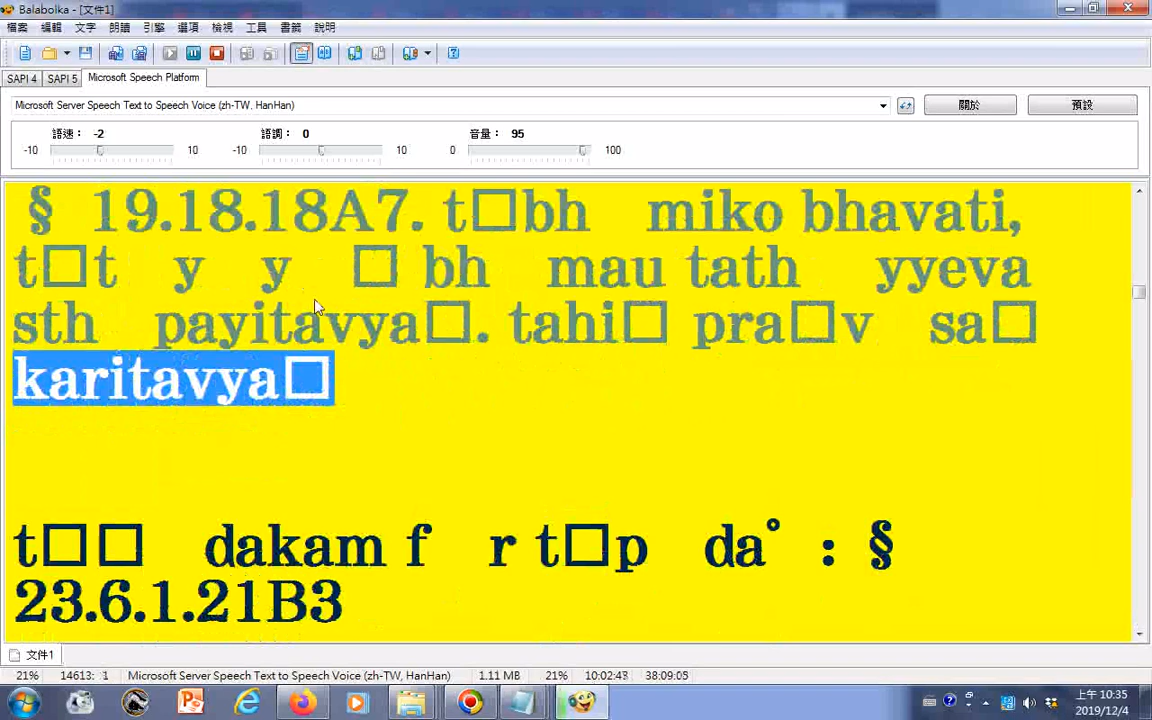 Balabolka - [文件1]
檔案 編輯 文字 朗讀 引擎 選項 檢視 工具 書籤 說明
SAPI 4 SAPI 5 Microsoft Speech Platform
Microsoft Server Speech Text to Speech Voice (zh-TW, HanHan) 關於 預設
語速： -2 語調： 0 音量： 95
-10 10 -10 10 0 100
§ 19.18.18A7. t□bh miko bhavati,
t□t y y □ bh mau tath yyeva
sth payitavya□. tahi□ pra□v sa□
karitavya□
t□□ dakam f r t□p da° : §
23.6.1.21B3
文件1
21% 14613: 1 Microsoft Server Speech Text to Speech Voice (zh-TW, HanHan) 1.11 MB 21% 10:02:43 38:09:05
上午 10:35
2019/12/4